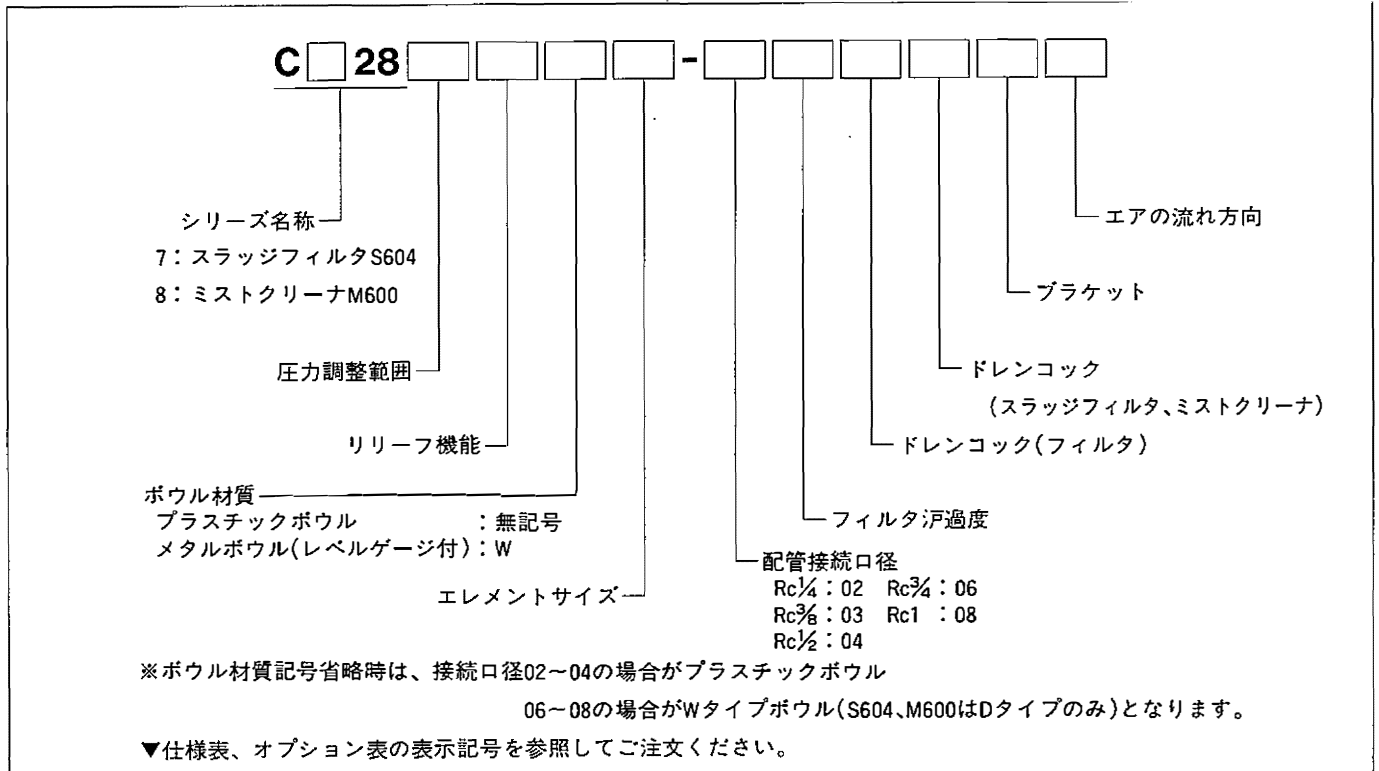 C□28□□□□-□□□□□□
シリーズ名称
7：スラッジフィルタS604
8：ミストクリーナM600
圧力調整範囲
リリーフ機能
ボウル材質
プラスチックボウル　　　　：無記号
メタルボウル(レベルゲージ付)：W
エレメントサイズ
エアの流れ方向
ブラケット
ドレンコック
(スラッジフィルタ、ミストクリーナ)
ドレンコック(フィルタ)
フィルタ沪過度
配管接続口径
Rc¼：02　Rc¾：06
Rc⅜：03　Rc1：08
Rc½：04
※ボウル材質記号省略時は、接続口径02～04の場合がプラスチックボウル
06～08の場合がWタイプボウル(S604、M600はDタイプのみ)となります。
▼仕様表、オプション表の表示記号を参照してご注文ください。